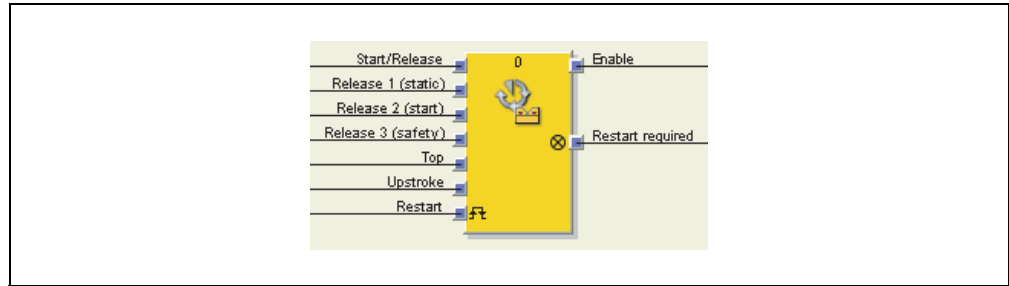 Start/Release
Release 1 (static)
Release 2 (start)
Release 3 (safety)
Top
Upstroke
Restart
0
Enable
Restart required